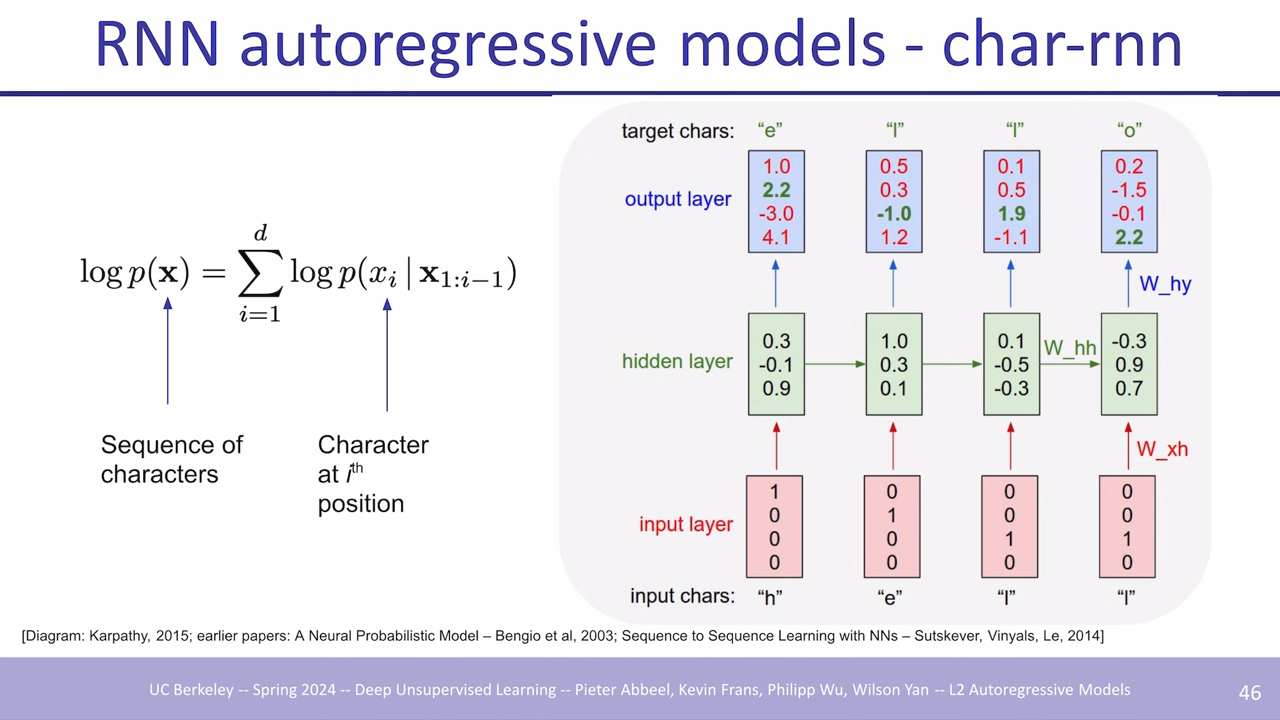 RNN autoregressive models - char-rnn
log p(x) = ∑_{i=1}^{d} log p(x_i | x_{1:i−1})
Sequence of
characters
Character
at iᵗʰ
position
target chars: “e” “l” “l” “o”
output layer
1.0 0.5 0.1 0.2
2.2 0.3 0.5 -1.5
-3.0 -1.0 1.9 -0.1
4.1 1.2 -1.1 2.2
W_hy
hidden layer
0.3 1.0 0.1 -0.3
-0.1 0.3 -0.5 0.9
0.9 0.1 -0.3 0.7
W_hh
W_xh
input layer
1 0 0 0
0 1 0 0
0 0 1 1
0 0 0 0
input chars: “h” “e” “l” “l”
[Diagram: Karpathy, 2015; earlier papers: A Neural Probabilistic Model – Bengio et al, 2003; Sequence to Sequence Learning with NNs – Sutskever, Vinyals, Le, 2014]
UC Berkeley -- Spring 2024 -- Deep Unsupervised Learning -- Pieter Abbeel, Kevin Frans, Philipp Wu, Wilson Yan -- L2 Autoregressive Models
46